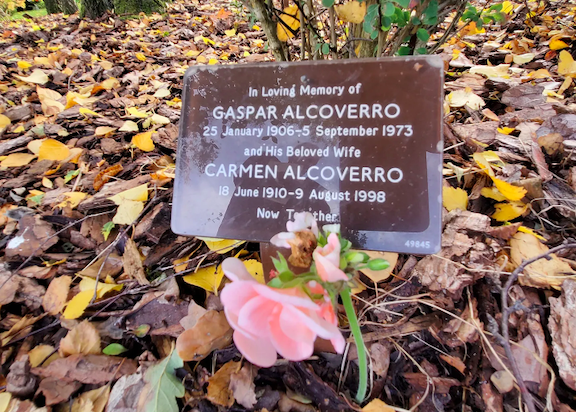 In Loving Memory of
GASPAR ALCOVERRO
25 January 1906-5 September 1973
and His Beloved Wife
CARMEN ALCOVERRO
18 June 1910-9 August 1998
Now Together
49845